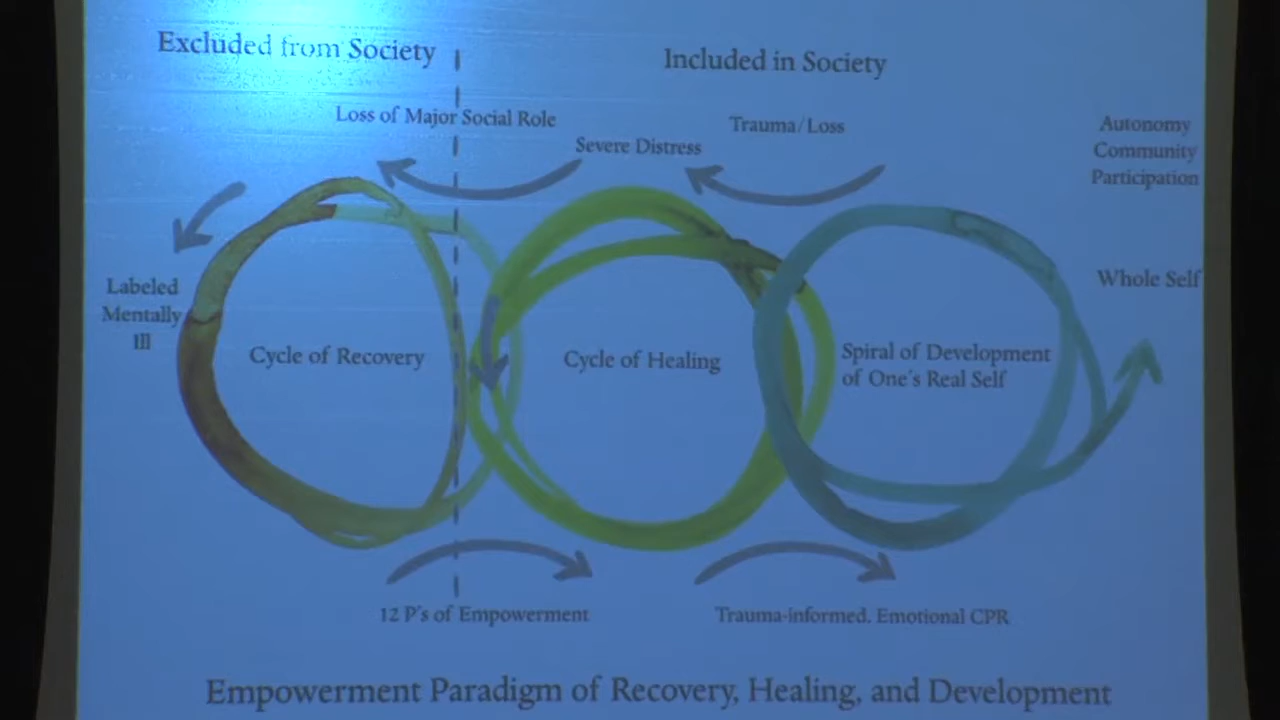 Excluded from Society
Included in Society
Loss of Major Social Role
Trauma/Loss
Severe Distress
Autonomy
Community
Participation
Labeled
Mentally
Ill
Whole Self
Cycle of Recovery
Cycle of Healing
Spiral of Development
of One's Real Self
12 P's of Empowerment
Trauma-informed. Emotional CPR
Empowerment Paradigm of Recovery, Healing, and Development